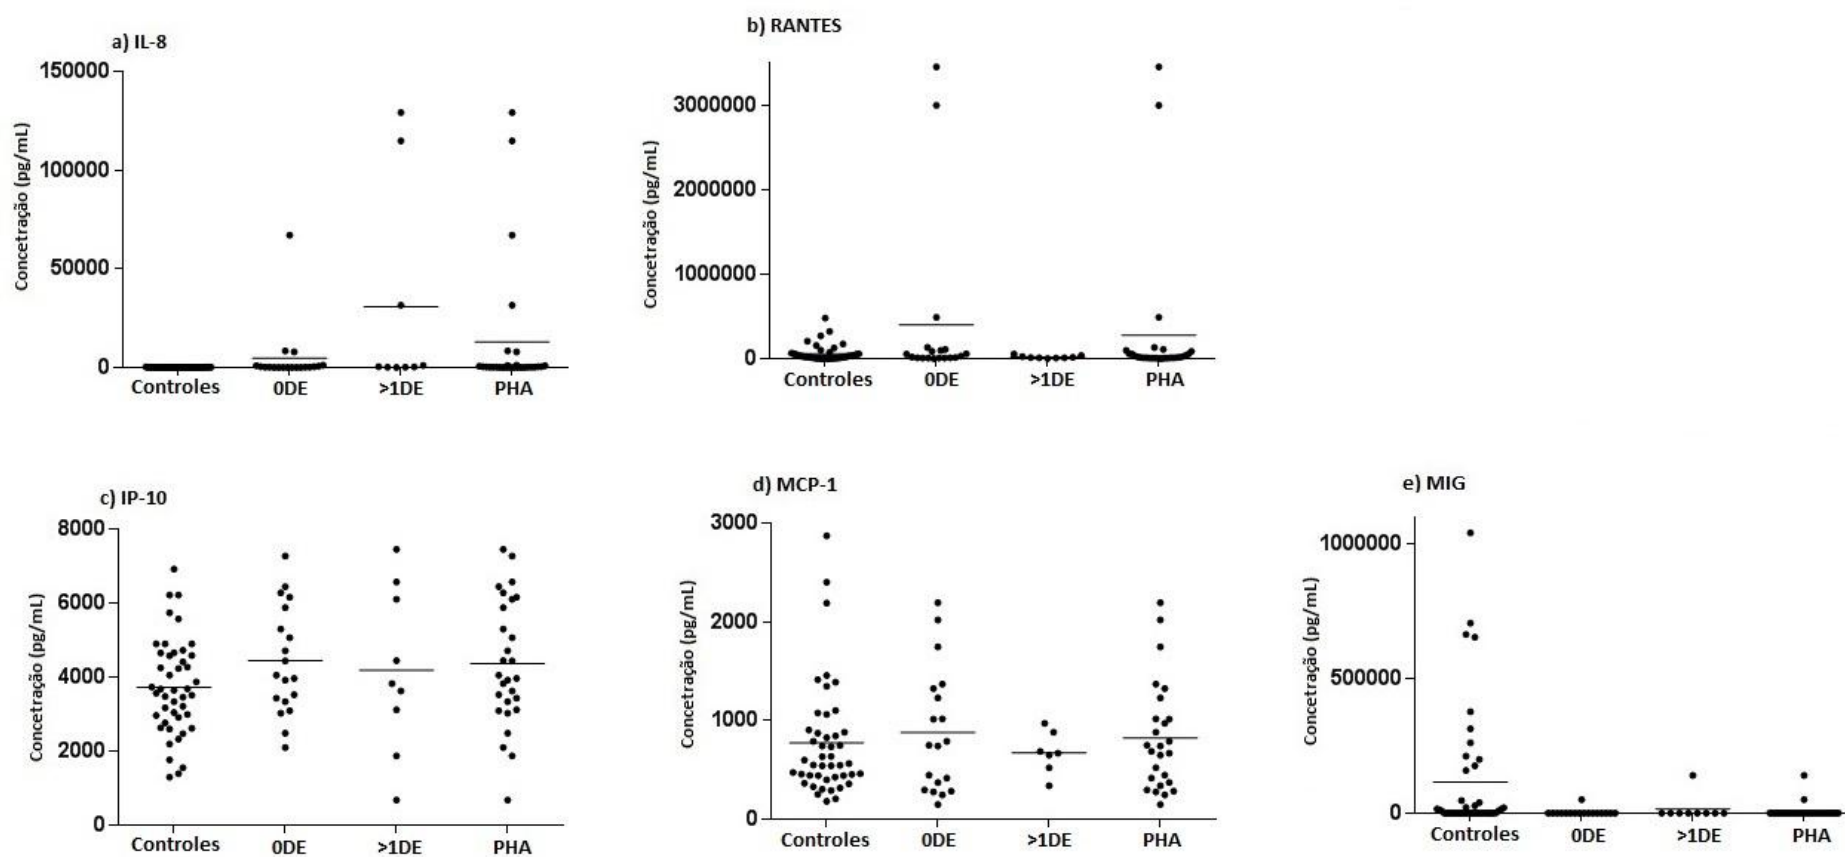 a) IL-8
Concetração (pg/mL)
150000
100000
50000
0
Controles 0DE >1DE PHA
b) RANTES
Concetração (pg/mL)
3000000
2000000
1000000
0
Controles 0DE >1DE PHA
c) IP-10
Concetração (pg/mL)
8000
6000
4000
2000
0
Controles 0DE >1DE PHA
d) MCP-1
Concetração (pg/mL)
3000
2000
1000
0
Controles 0DE >1DE PHA
e) MIG
Concetração (pg/mL)
1000000
500000
0
Controles 0DE >1DE PHA